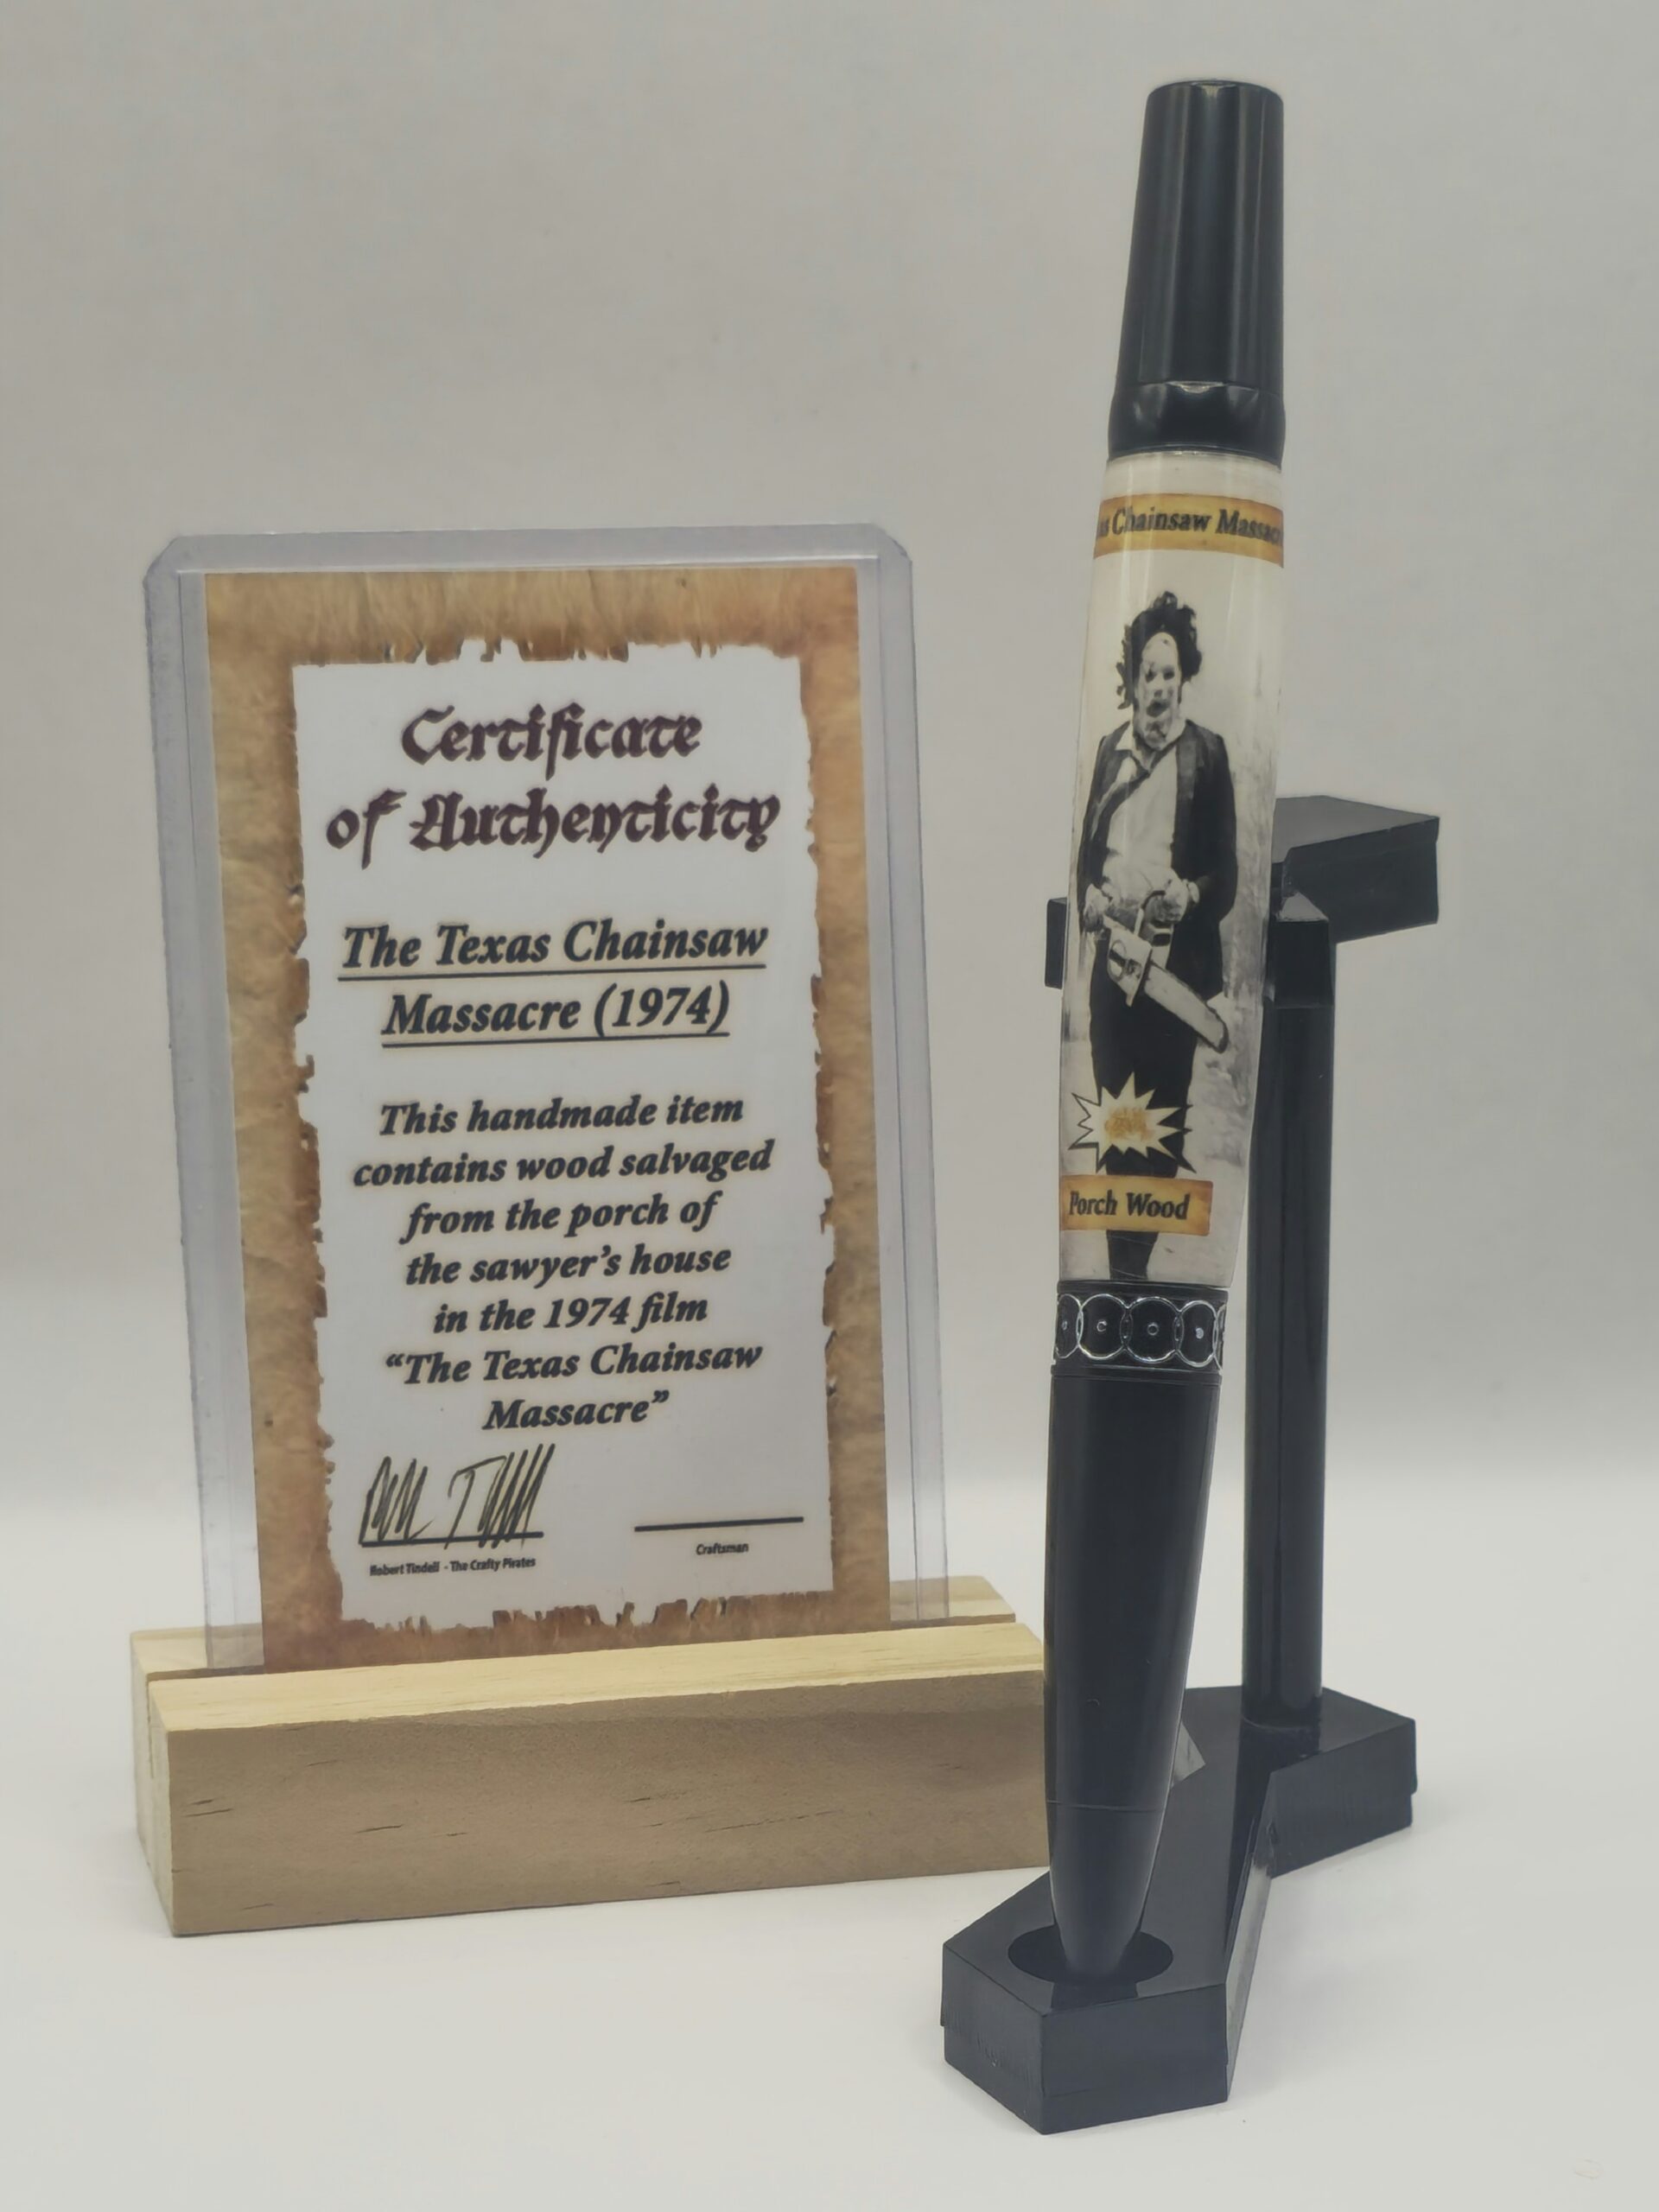 Certificate
of Authenticity
The Texas Chainsaw
Massacre (1974)
This handmade item
contains wood salvaged
from the porch of
the sawyer's house
in the 1974 film
“The Texas Chainsaw
Massacre”
Robert Tindell - The Crafty Pirates
Craftsman
Chainsaw Massac
Porch Wood